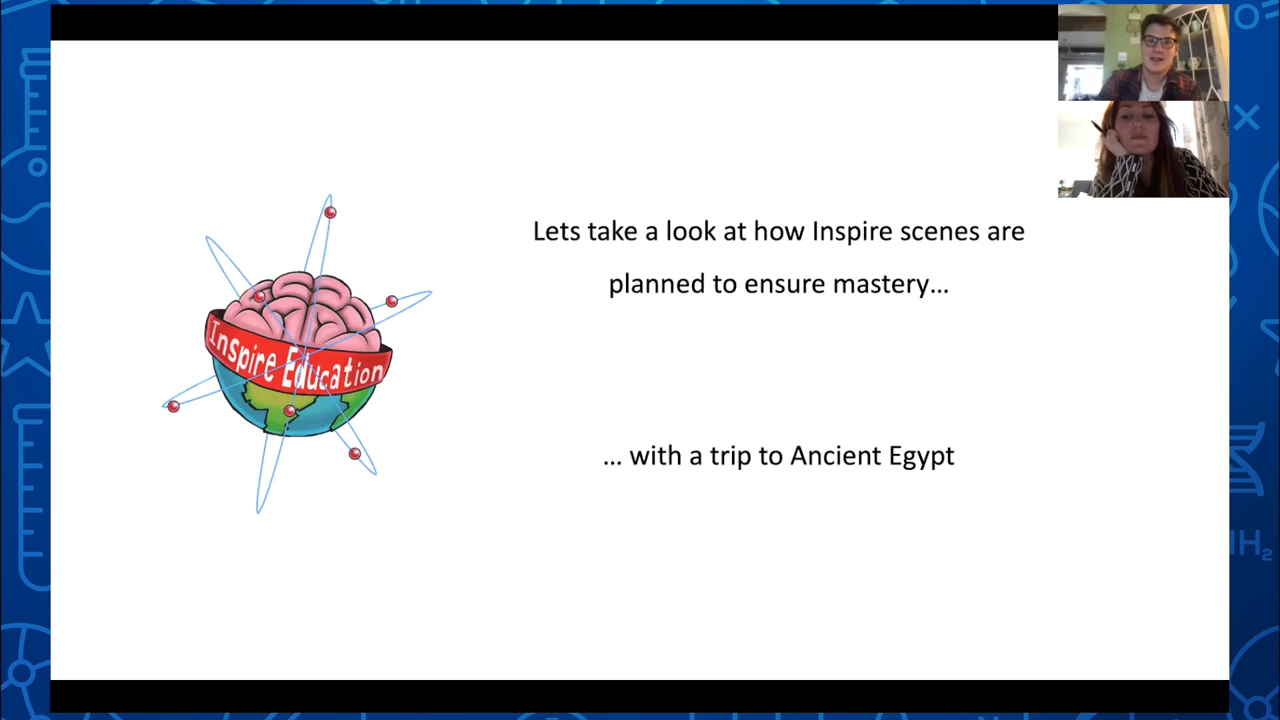 Lets take a look at how Inspire scenes are
planned to ensure mastery...
Inspire Education
... with a trip to Ancient Egypt
H₂